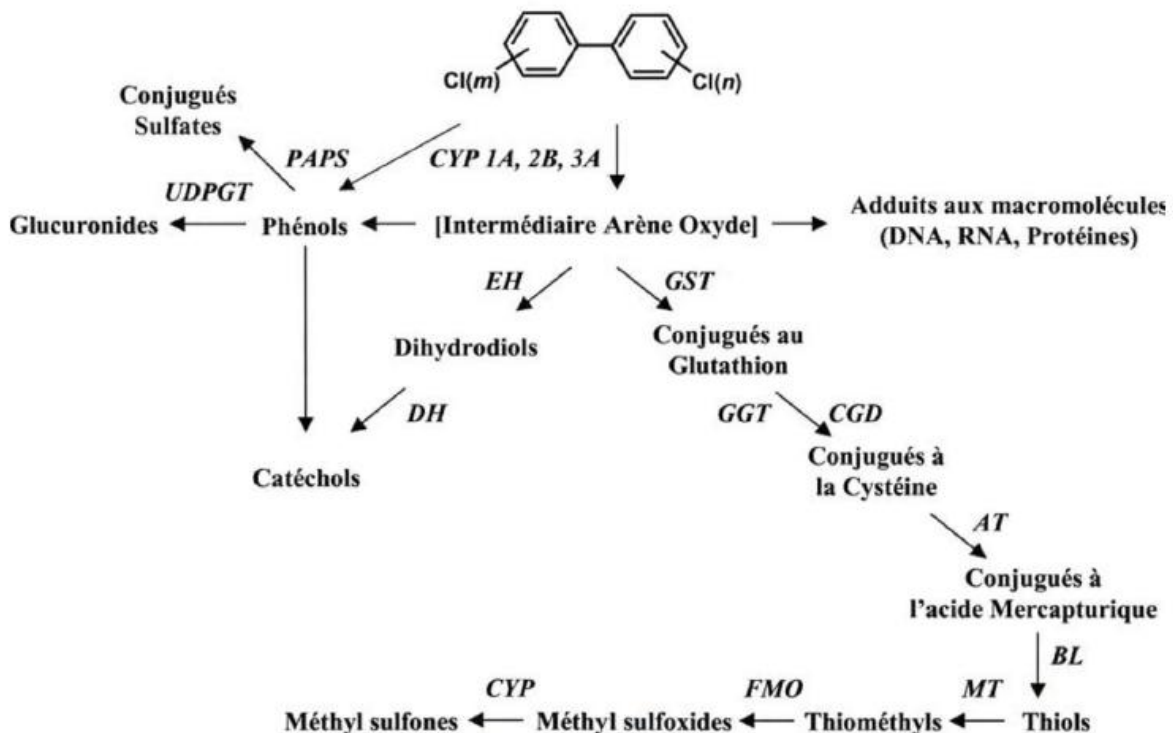 Cl(m)
Cl(n)
Conjugués
Sulfates
PAPS
CYP 1A, 2B, 3A
UDPGT
Glucuronides
Phénols
[Intermédiaire Arène Oxyde]
Adduits aux macromolécules
(DNA, RNA, Protéines)
EH
GST
Dihydrodiols
Conjugués au
Glutathion
DH
GGT
CGD
Catéchols
Conjugués à
la Cystéine
AT
Conjugués à
l'acide Mercapturique
BL
CYP
FMO
MT
Méthyl sulfones
Méthyl sulfoxides
Thiométhyls
Thiols